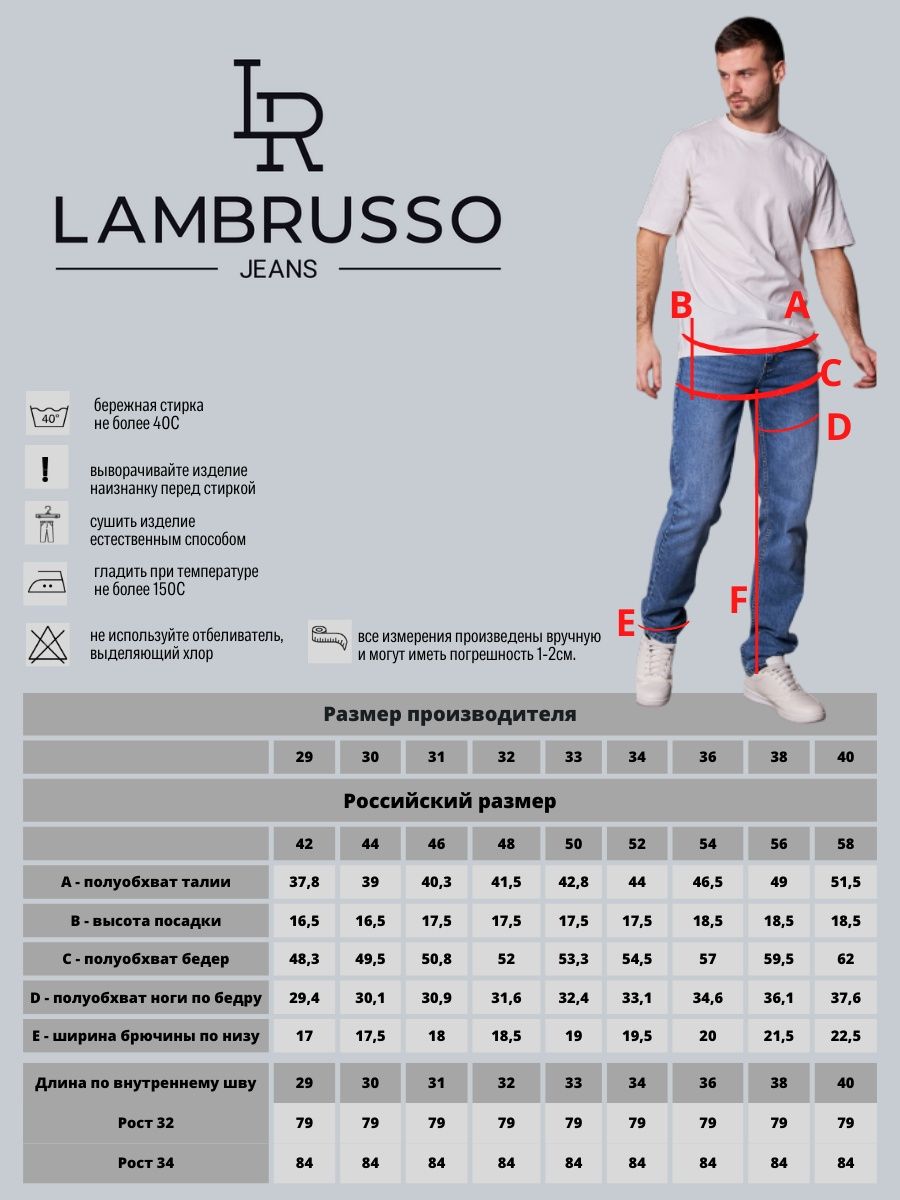 LR
LAMBRUSSO
JEANS
B
A
C
D
F
E
40°
бережная стирка
не более 40С
!
выворачивайте изделие
наизнанку перед стиркой
сушить изделие
естественным способом
гладить при температуре
не более 150С
не используйте отбеливатель,
выделяющий хлор
все измерения произведены вручную
и могут иметь погрешность 1-2см.
Размер производителя
29 30 31 32 33 34 36 38 40
Российский размер
42 44 46 48 50 52 54 56 58
A - полуобхват талии 37,8 39 40,3 41,5 42,8 44 46,5 49 51,5
B - высота посадки 16,5 16,5 17,5 17,5 17,5 17,5 18,5 18,5 18,5
C - полуобхват бедер 48,3 49,5 50,8 52 53,3 54,5 57 59,5 62
D - полуобхват ноги по бедру 29,4 30,1 30,9 31,6 32,4 33,1 34,6 36,1 37,6
E - ширина брючины по низу 17 17,5 18 18,5 19 19,5 20 21,5 22,5
Длина по внутреннему шву 29 30 31 32 33 34 36 38 40
Рост 32 79 79 79 79 79 79 79 79 79
Рост 34 84 84 84 84 84 84 84 84 84